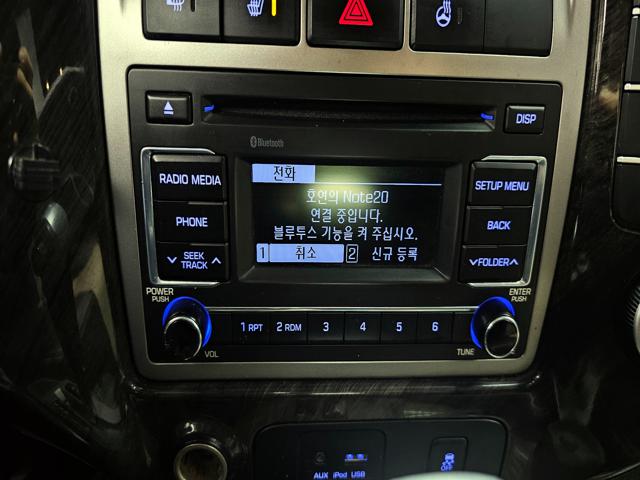 DISP
Bluetooth
RADIO MEDIA
PHONE
SEEK
TRACK
전화
호연의 Note20
연결 중입니다.
블루투스 기능을 켜 주십시오.
1 취소 2 신규 등록
SETUP MENU
BACK
FOLDER
POWER
PUSH
ENTER
PUSH
1 RPT 2 RDM 3 4 5 6
VOL
TUNE
AUX iPod USB
OFF